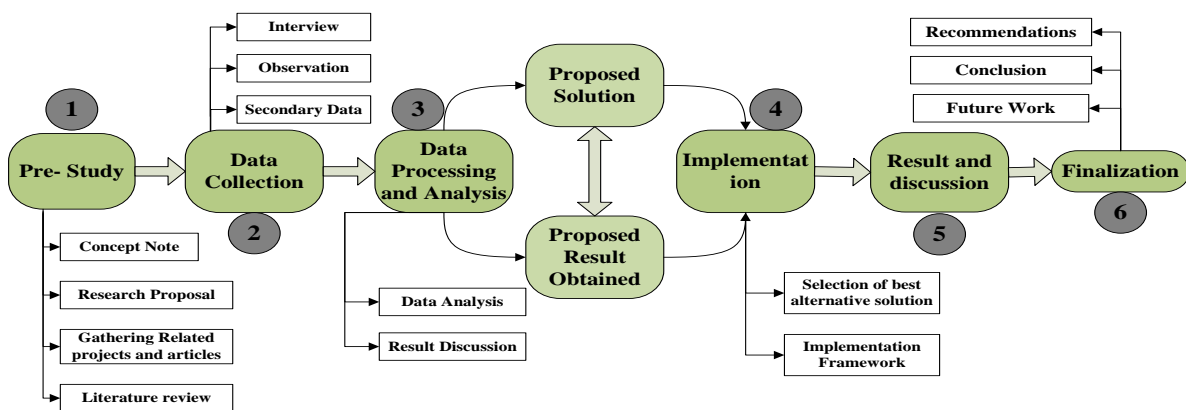 1
Pre- Study
Concept Note
Research Proposal
Gathering Related
projects and articles
Literature review
Interview
Observation
Secondary Data
Data
Collection
2
3
Data
Processing
and Analysis
Data Analysis
Result Discussion
Proposed
Solution
Proposed
Result
Obtained
4
Implementat
ion
Selection of best
alternative solution
Implementation
Framework
Result and
discussion
5
Recommendations
Conclusion
Future Work
Finalization
6